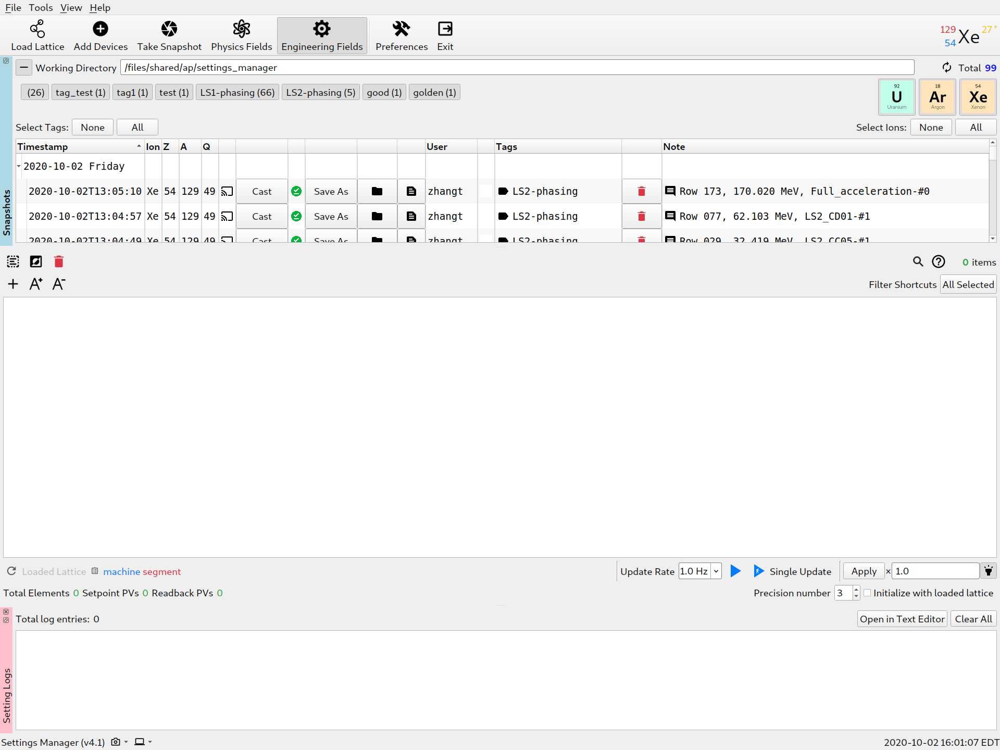 File Tools View Help
Load Lattice Add Devices Take Snapshot Physics Fields Engineering Fields Preferences Exit
129 54 Xe 27+
Working Directory /files/shared/ap/settings_manager Total 99
(26) tag_test (1) tag1 (1) test (1) LS1-phasing (66) LS2-phasing (5) good (1) golden (1)
92 U Uranium 18 Ar Argon 54 Xe Xenon
Select Tags: None All Select Ions: None All
Timestamp Ion Z A Q User Tags Note
2020-10-02 Friday
2020-10-02T13:05:10 Xe 54 129 49 Cast Save As zhangt LS2-phasing Row 173, 170.020 MeV, Full_acceleration-#0
2020-10-02T13:04:57 Xe 54 129 49 Cast Save As zhangt LS2-phasing Row 077, 62.103 MeV, LS2_CD01-#1
2020-10-02T13:04:49 Xe 54 129 49 Cast Save As zhangt LS2-phasing Row 029, 32.419 MeV, LS2_CC05-#1
Snapshots
0 items
A+ A-
Filter Shortcuts All Selected
Loaded Lattice machine segment Update Rate 1.0 Hz Single Update Apply × 1.0
Total Elements 0 Setpoint PVs 0 Readback PVs 0 Precision number 3 Initialize with loaded lattice
Total log entries: 0 Open in Text Editor Clear All
Setting Logs
Settings Manager (v4.1) 2020-10-02 16:01:07 EDT